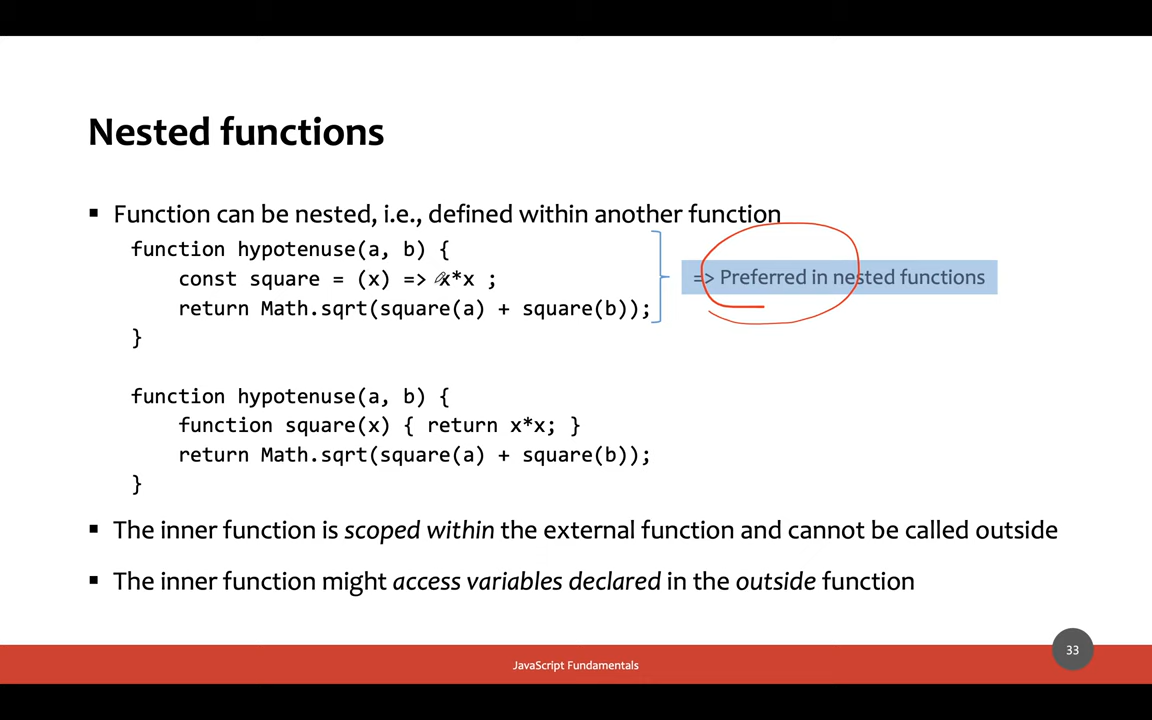 Nested functions
▪ Function can be nested, i.e., defined within another function
function hypotenuse(a, b) {
const square = (x) => x*x ;
return Math.sqrt(square(a) + square(b));
}
=> Preferred in nested functions
function hypotenuse(a, b) {
function square(x) { return x*x; }
return Math.sqrt(square(a) + square(b));
}
▪ The inner function is scoped within the external function and cannot be called outside
▪ The inner function might access variables declared in the outside function
33
JavaScript Fundamentals